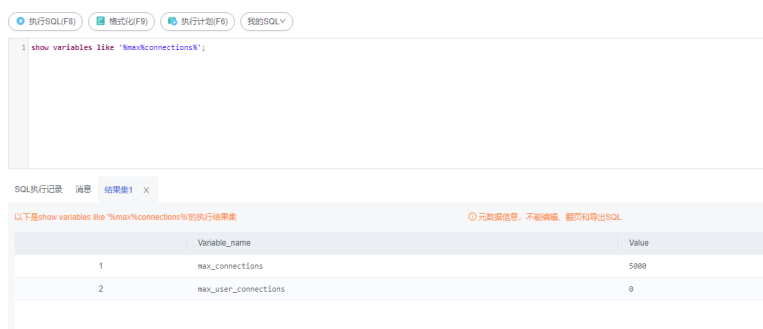 执行SQL(F8) 格式化(F9) 执行计划(F6) 我的SQL
1 show variables like '%max%connections%';
SQL执行记录 消息 结果集1 X
以下是show variables like '%max%connections%'的执行结果集 元数据信息，不能编辑、翻页和导出SQL
Variable_name Value
1 max_connections 5000
2 max_user_connections 0